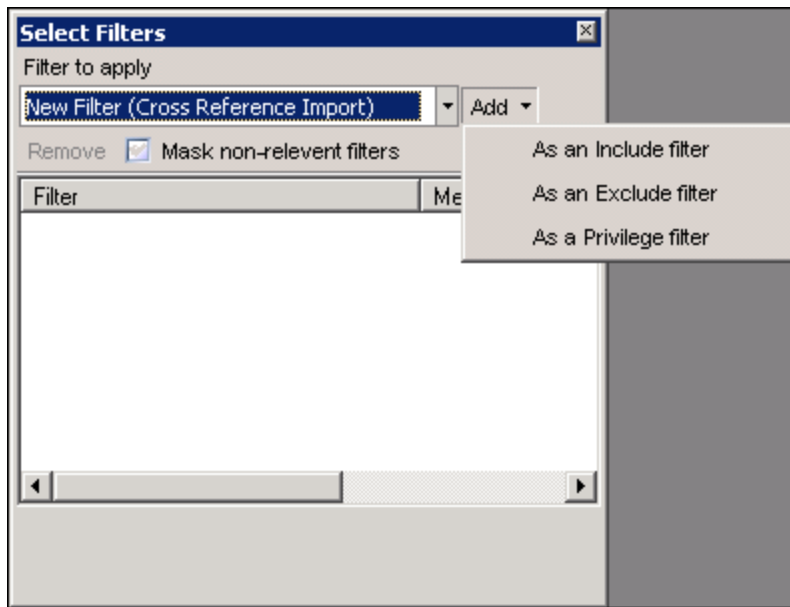 Select Filters
Filter to apply
New Filter (Cross Reference Import) Add
Remove Mask non-relevent filters
As an Include filter
As an Exclude filter
As a Privilege filter
Filter Me